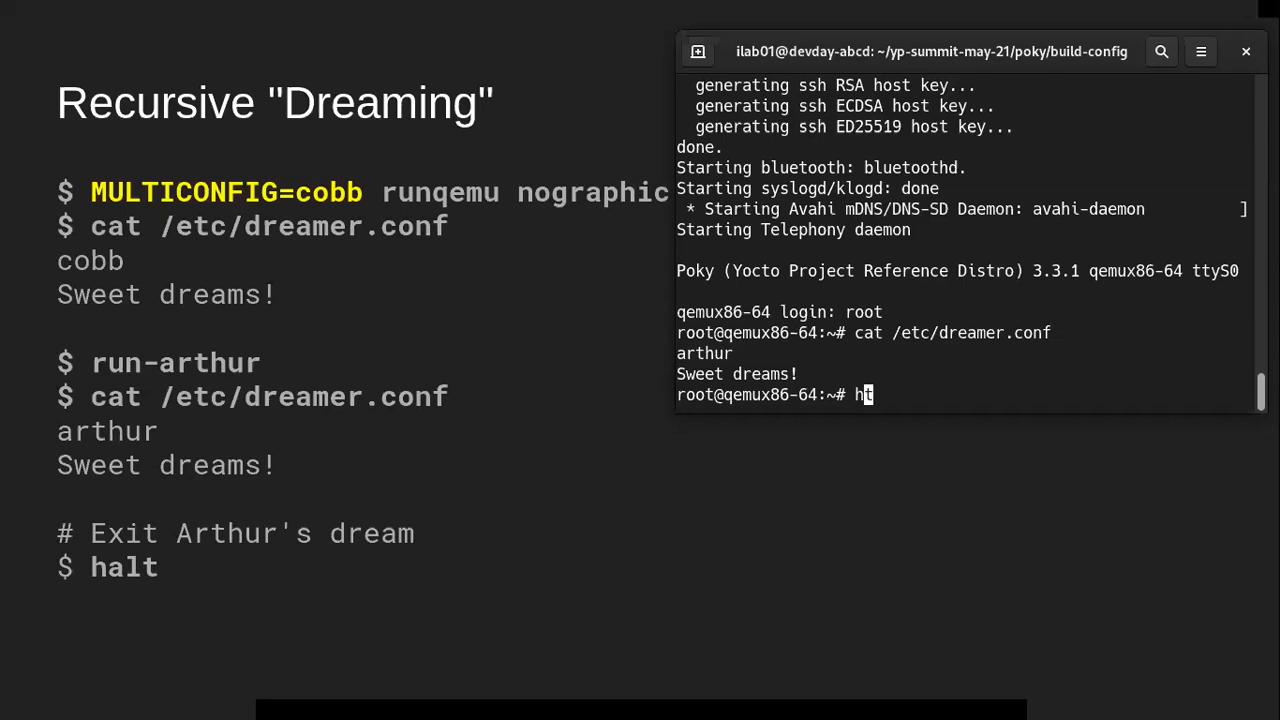 Recursive "Dreaming"
$ MULTICONFIG=cobb runqemu nographic
$ cat /etc/dreamer.conf
cobb
Sweet dreams!
$ run-arthur
$ cat /etc/dreamer.conf
arthur
Sweet dreams!
# Exit Arthur's dream
$ halt
ilab01@devday-abcd: ~/yp-summit-may-21/poky/build-config
generating ssh RSA host key...
generating ssh ECDSA host key...
generating ssh ED25519 host key...
done.
Starting bluetooth: bluetoothd.
Starting syslogd/klogd: done
* Starting Avahi mDNS/DNS-SD Daemon: avahi-daemon ]
Starting Telephony daemon
Poky (Yocto Project Reference Distro) 3.3.1 qemux86-64 ttyS0
qemux86-64 login: root
root@qemux86-64:~# cat /etc/dreamer.conf
arthur
Sweet dreams!
root@qemux86-64:~# ht